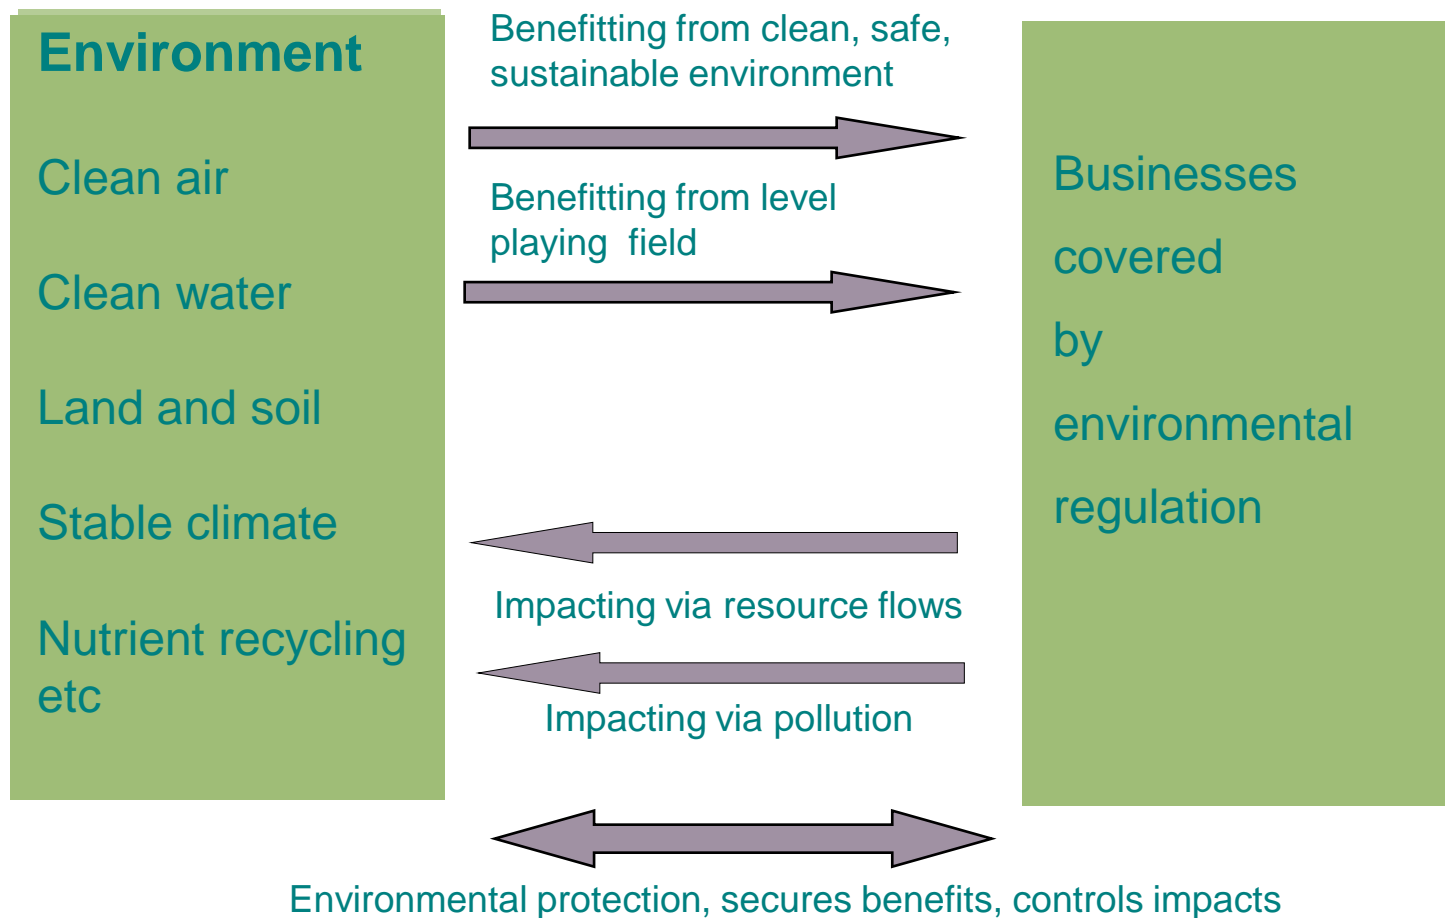 Environment
Clean air
Clean water
Land and soil
Stable climate
Nutrient recycling
etc
Benefitting from clean, safe,
sustainable environment
Benefitting from level
playing  field
Impacting via resource flows
Impacting via pollution
Businesses
covered
by
environmental
regulation
Environmental protection, secures benefits, controls impacts